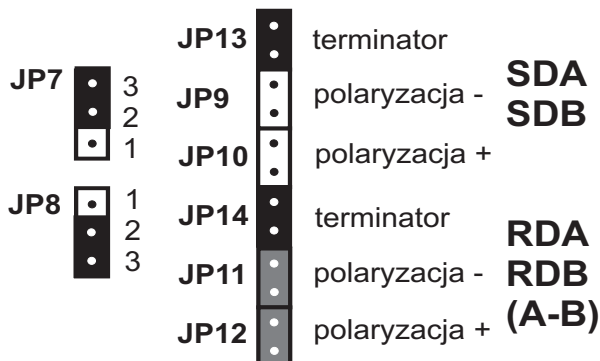 JP13 terminator
JP7 3
2
1
JP9 polaryzacja -
SDA
SDB
JP10 polaryzacja +
JP8 1
2
3
JP14 terminator
JP11 polaryzacja -
RDA
RDB
(A-B)
JP12 polaryzacja +